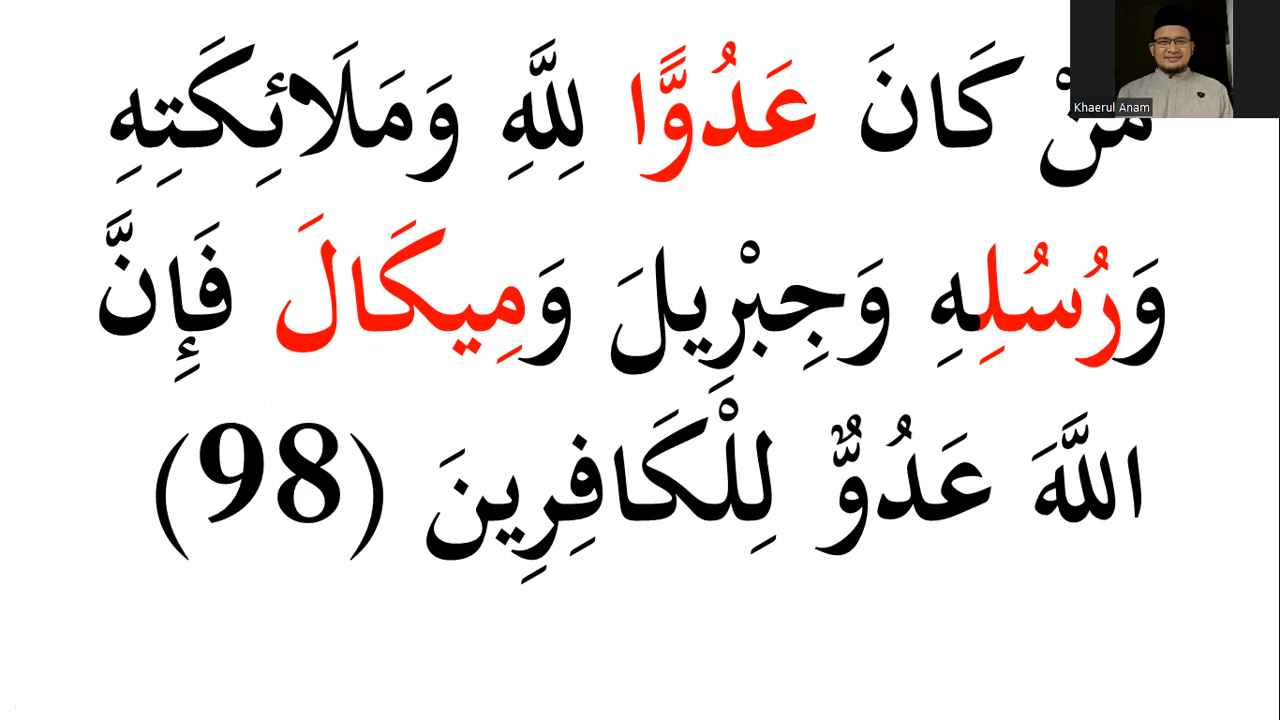 مَنْ كَانَ عَدُوًّا لِلَّهِ وَمَلَائِكَتِهِ
وَرُسُلِهِ وَجِبْرِيلَ وَمِيكَالَ فَإِنَّ
اللَّهَ عَدُوٌّ لِلْكَافِرِينَ (98)
Khaerul Anam